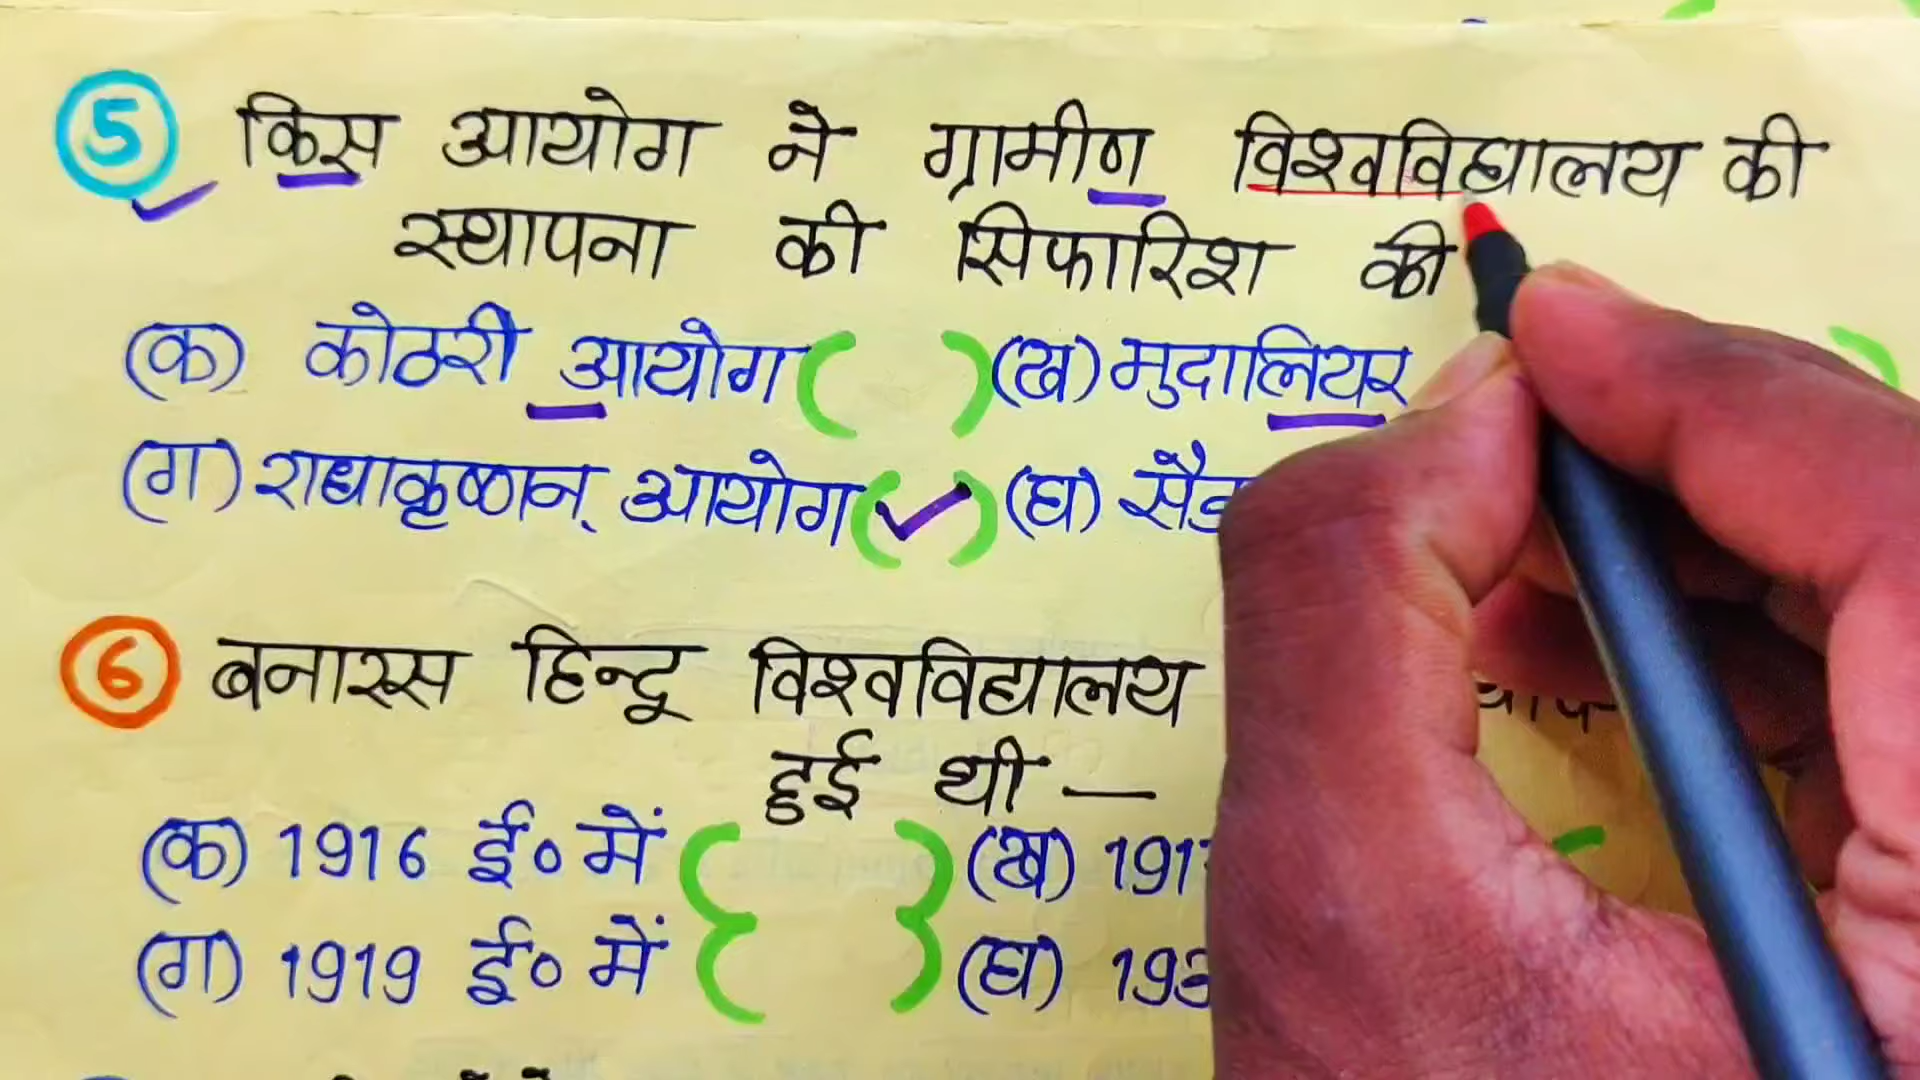 5 किस आयोग ने ग्रामीण विश्वविद्यालय की
स्थापना की सिफारिश की
(क) कोठरी आयोग ( ) (ख) मुदालियर
(ग) राधाकृष्णन् आयोग (✓) (घ)
6 बनारस हिन्दू विश्वविद्यालय
हुई थी —
(क) 1916 ई० में (ख)
(ग) 1919 ई० में (घ)